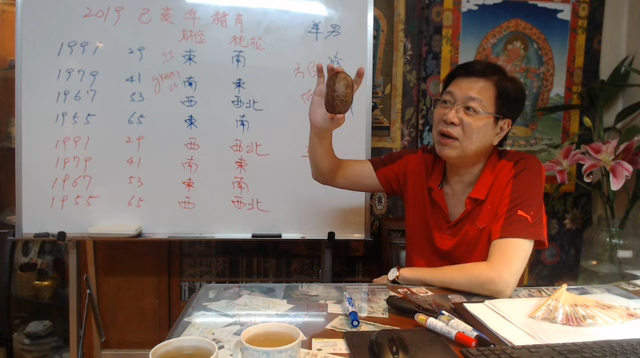 2019 己亥年豬肖 羊男
財位 桃花
1991 29 東 南
1979 41 green 南 東
1967 53 西 西北
1955 65 東 南
1991 29 西 西北
1979 41 南 東
1967 53 東 南
1955 65 西 西北